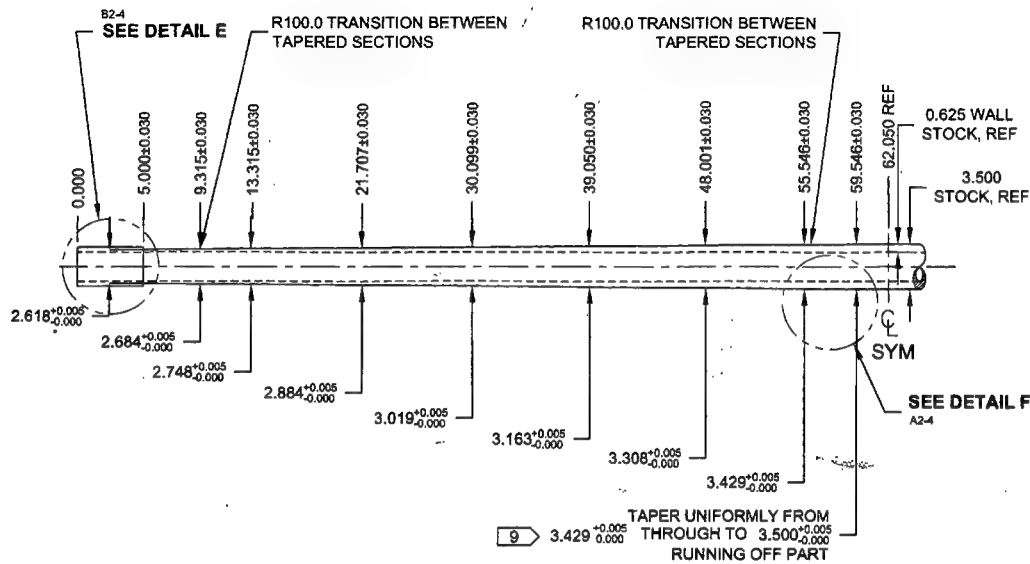 B2-4
SEE DETAIL E
R100.0 TRANSITION BETWEEN
TAPERED SECTIONS
R100.0 TRANSITION BETWEEN
TAPERED SECTIONS
0.000
5.000±0.030
9.315±0.030
13.315±0.030
21.707±0.030
30.099±0.030
39.050±0.030
48.001±0.030
55.546±0.030
59.546±0.030
62.050 REF
0.625 WALL
STOCK, REF
3.500
STOCK, REF
2.618 +0.005 -0.000
2.684 +0.005 -0.000
2.748 +0.005 -0.000
2.884 +0.005 -0.000
3.019 +0.005 -0.000
3.163 +0.005 -0.000
3.308 +0.005 -0.000
3.429 +0.005 -0.000
CL
SYM
SEE DETAIL F
A2-4
TAPER UNIFORMLY FROM
9 3.429 +0.005 0.000 THROUGH TO 3.500 +0.005 -0.000
RUNNING OFF PART